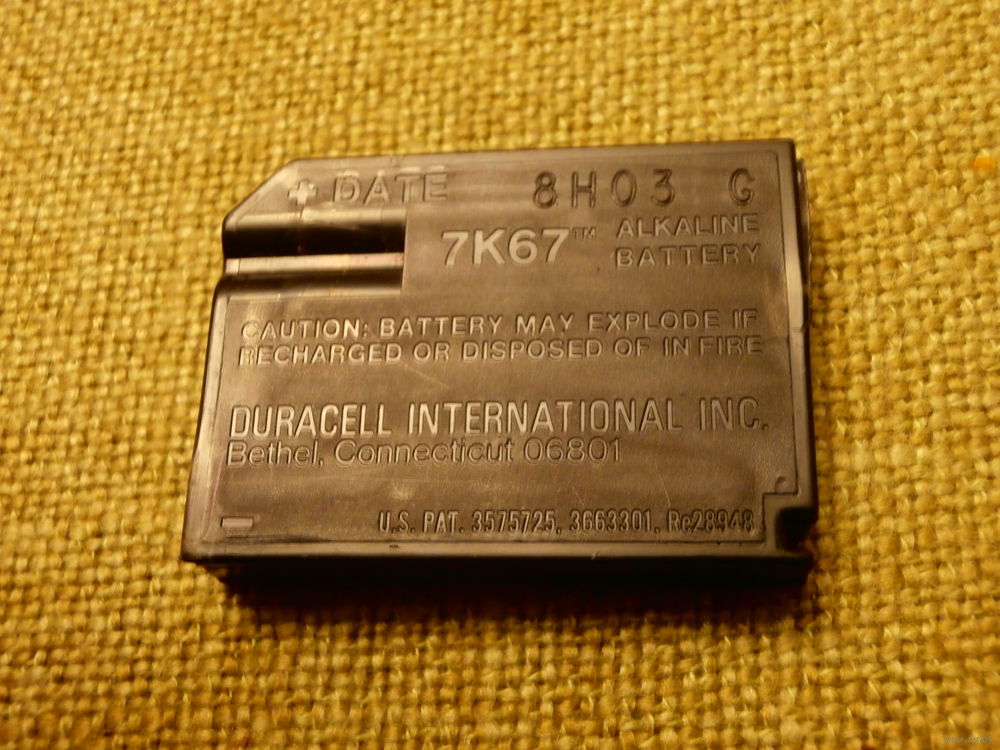 + DATE 8H03 G
7K67™ ALKALINE
BATTERY
CAUTION: BATTERY MAY EXPLODE IF
RECHARGED OR DISPOSED OF IN FIRE
DURACELL INTERNATIONAL INC.
Bethel, Connecticut 06801
U.S. PAT. 3575725, 3663301, Re28948